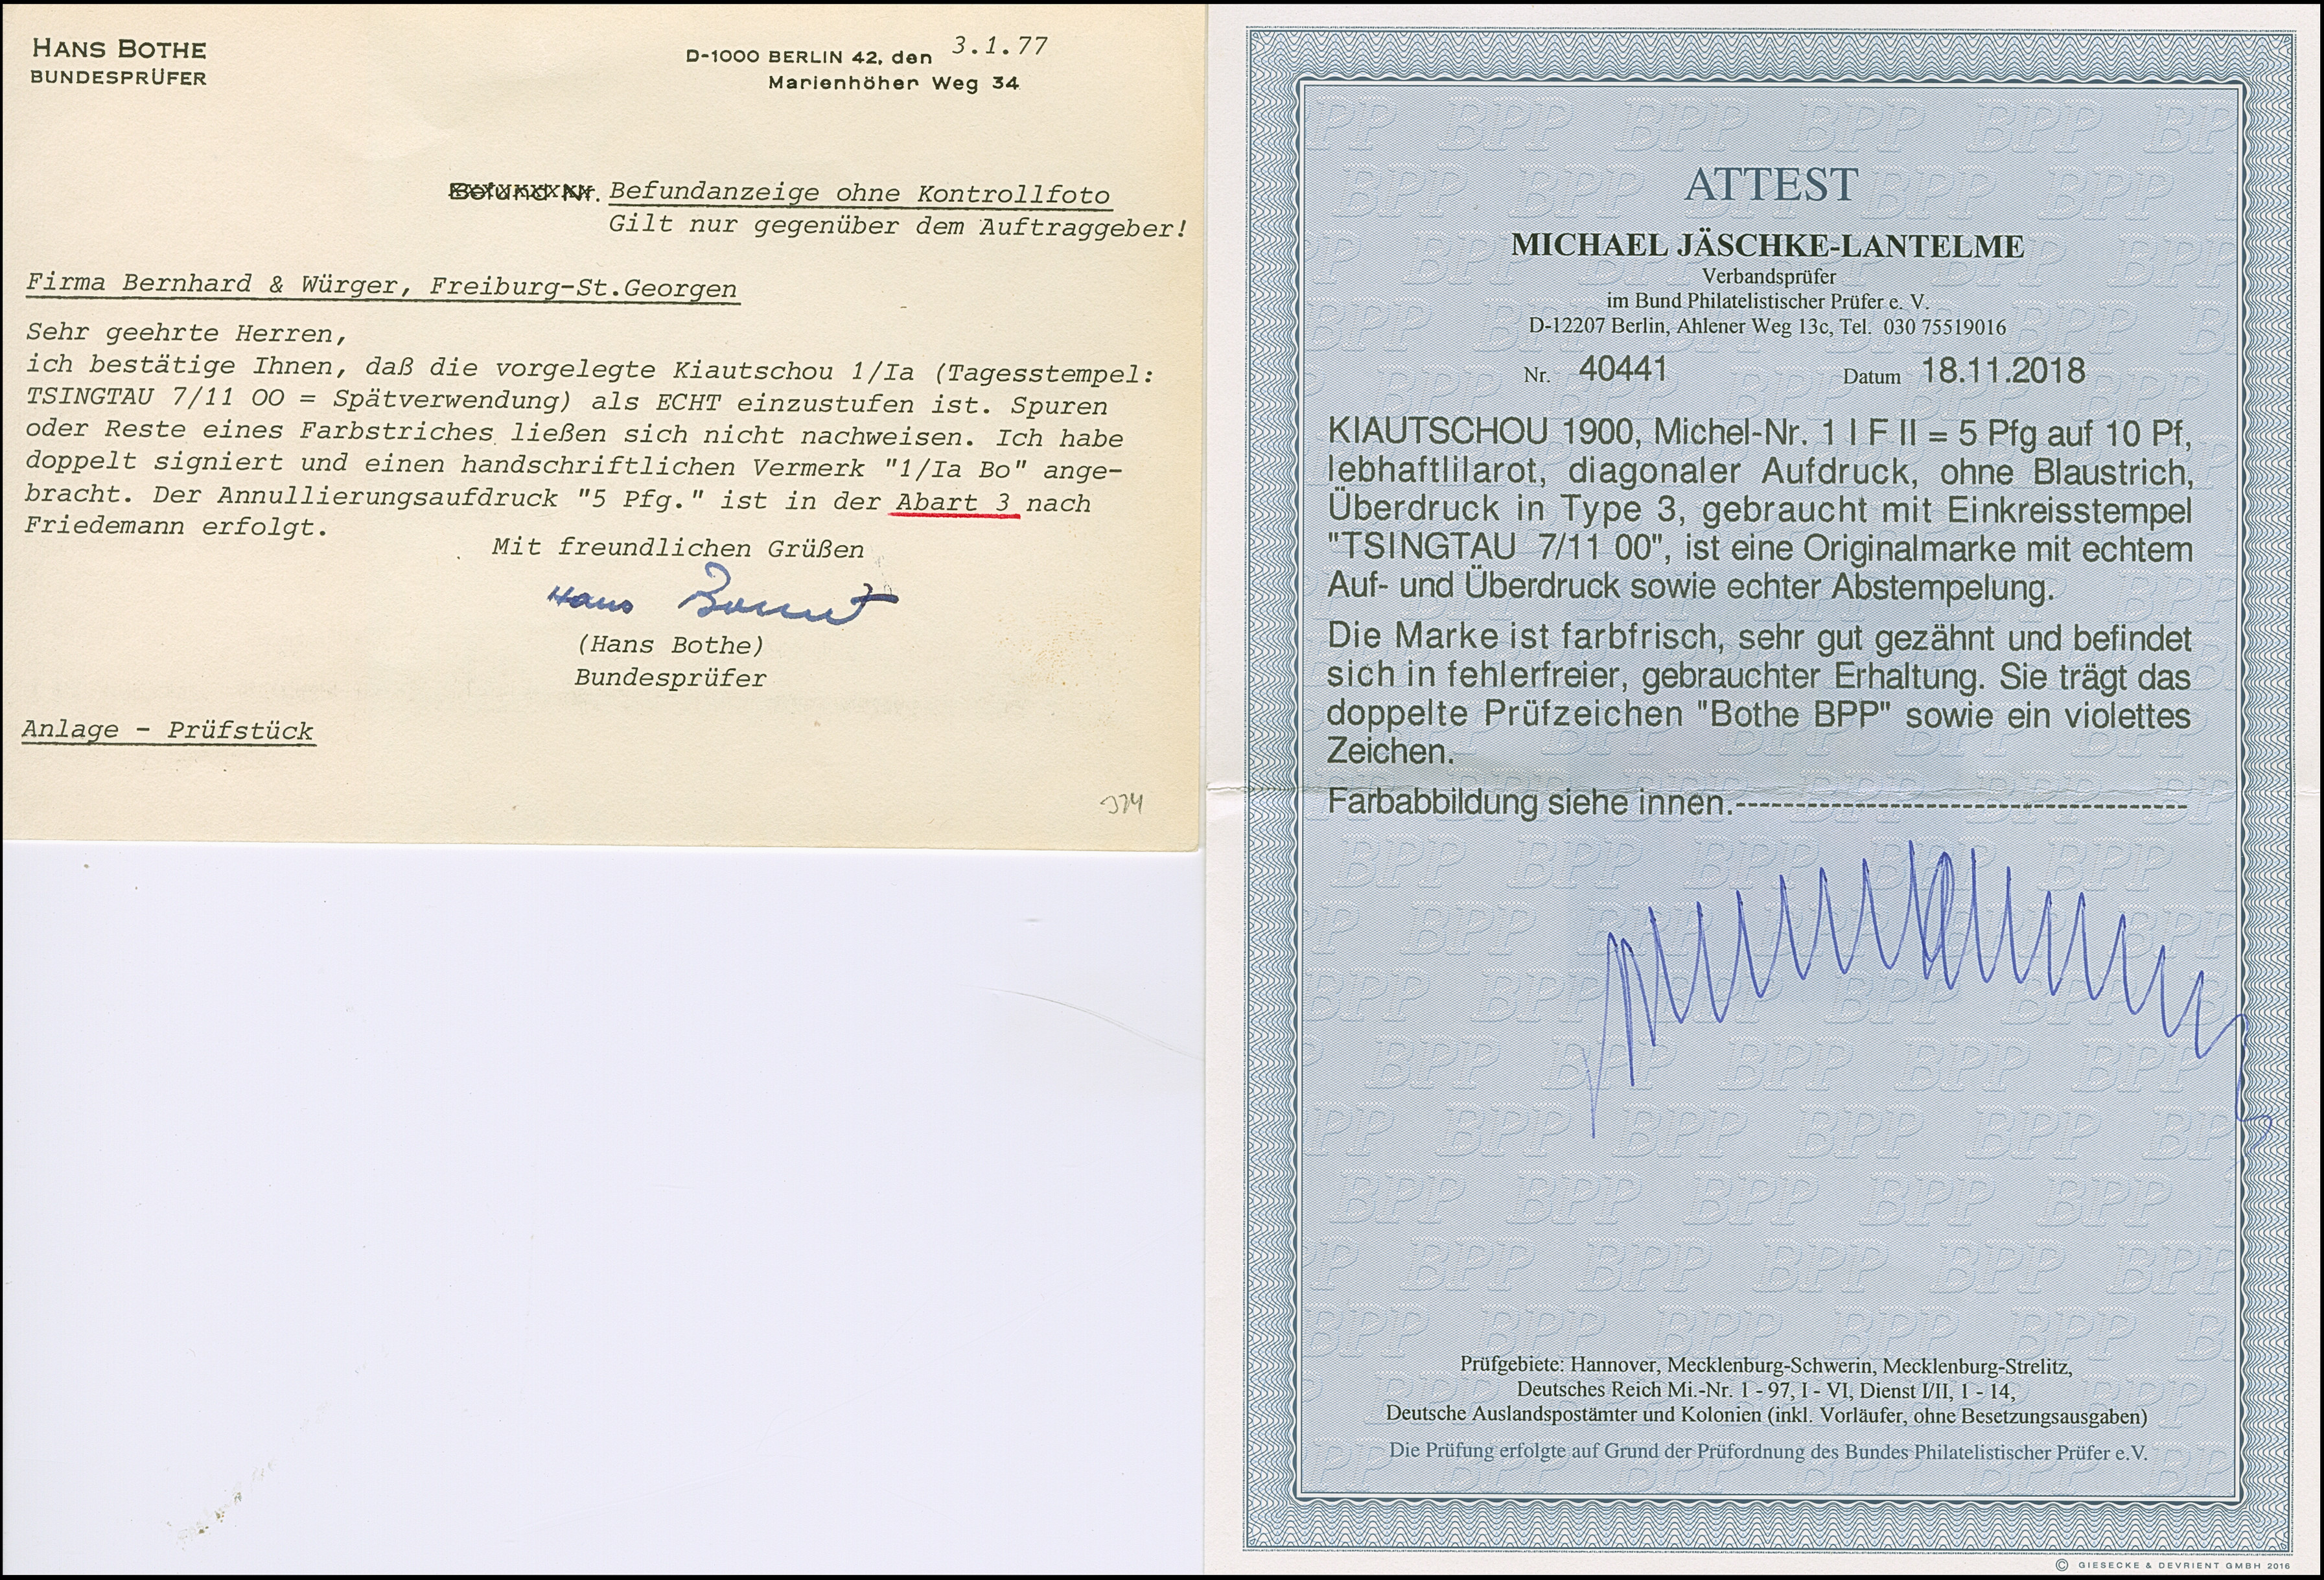 HANS BOTHE
BUNDESPRÜFER
D-1000 BERLIN 42, den 3.1.77
Marienhöher Weg 34
Befund Nr. Befundanzeige ohne Kontrollfoto
Gilt nur gegenüber dem Auftraggeber!
Firma Bernhard & Würger, Freiburg-St.Georgen
Sehr geehrte Herren,
ich bestätige Ihnen, daß die vorgelegte Kiautschou 1/Ia (Tagesstempel:
TSINGTAU 7/11 OO = Spätverwendung) als ECHT einzustufen ist. Spuren
oder Reste eines Farbstriches ließen sich nicht nachweisen. Ich habe
doppelt signiert und einen handschriftlichen Vermerk "1/Ia Bo" ange-
bracht. Der Annullierungsaufdruck "5 Pfg." ist in der Abart 3 nach
Friedemann erfolgt.
Mit freundlichen Grüßen
(Hans Bothe)
Bundesprüfer
Anlage - Prüfstück
ATTEST
MICHAEL JÄSCHKE-LANTELME
Verbandsprüfer
im Bund Philatelistischer Prüfer e. V.
D-12207 Berlin, Ahlener Weg 13c, Tel. 030 75519016
Nr. 40441 Datum 18.11.2018
KIAUTSCHOU 1900, Michel-Nr. 1 I F II = 5 Pfg auf 10 Pf,
lebhaftlilarot, diagonaler Aufdruck, ohne Blaustrich,
Überdruck in Type 3, gebraucht mit Einkreisstempel
"TSINGTAU 7/11 00", ist eine Originalmarke mit echtem
Auf- und Überdruck sowie echter Abstempelung.
Die Marke ist farbfrisch, sehr gut gezähnt und befindet
sich in fehlerfreier, gebrauchter Erhaltung. Sie trägt das
doppelte Prüfzeichen "Bothe BPP" sowie ein violettes
Zeichen.
Farbabbildung siehe innen.--------------------------------------
Prüfgebiete: Hannover, Mecklenburg-Schwerin, Mecklenburg-Strelitz,
Deutsches Reich Mi.-Nr. 1 - 97, I - VI, Dienst I/II, 1 - 14,
Deutsche Auslandspostämter und Kolonien (inkl. Vorläufer, ohne Besetzungsausgaben)
Die Prüfung erfolgte auf Grund der Prüfordnung des Bundes Philatelistischer Prüfer e.V.
© GIESECKE & DEVRIENT GMBH 2016